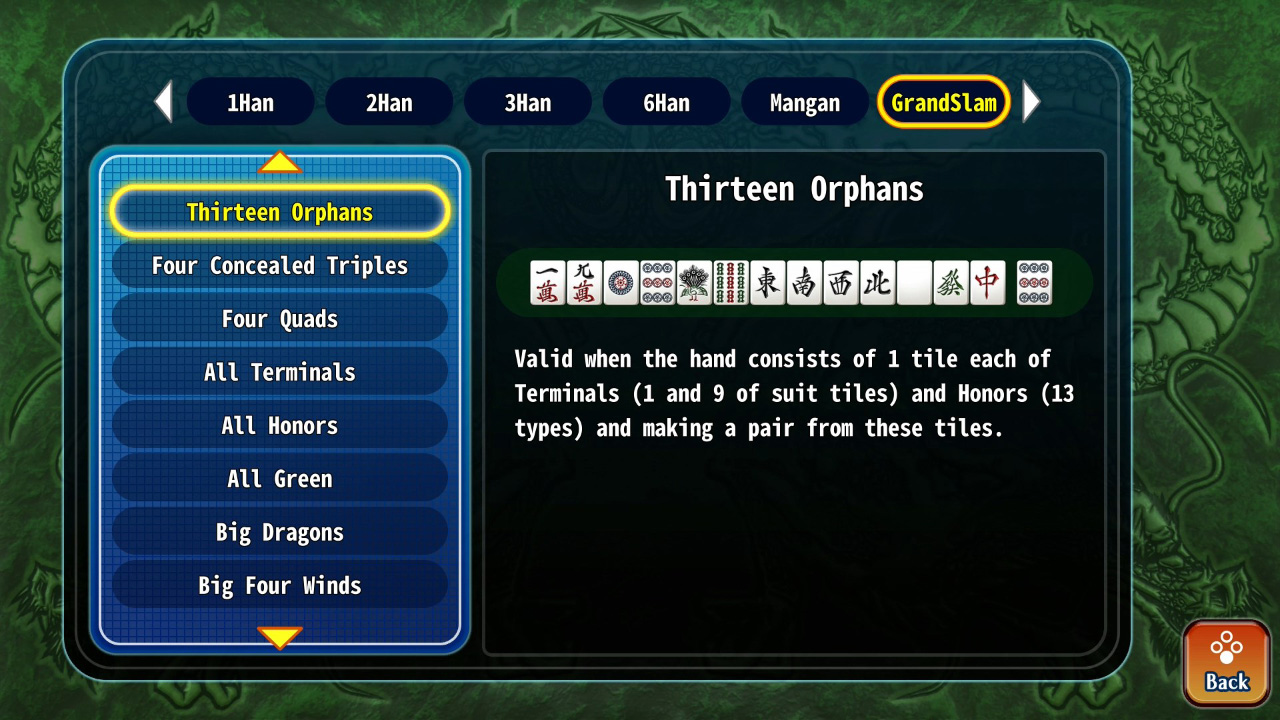 1Han 2Han 3Han 6Han Mangan GrandSlam
Thirteen Orphans
Four Concealed Triples
Four Quads
All Terminals
All Honors
All Green
Big Dragons
Big Four Winds
Thirteen Orphans
一萬 九萬 東 南 西 北 發 中
Valid when the hand consists of 1 tile each of
Terminals (1 and 9 of suit tiles) and Honors (13
types) and making a pair from these tiles.
Back